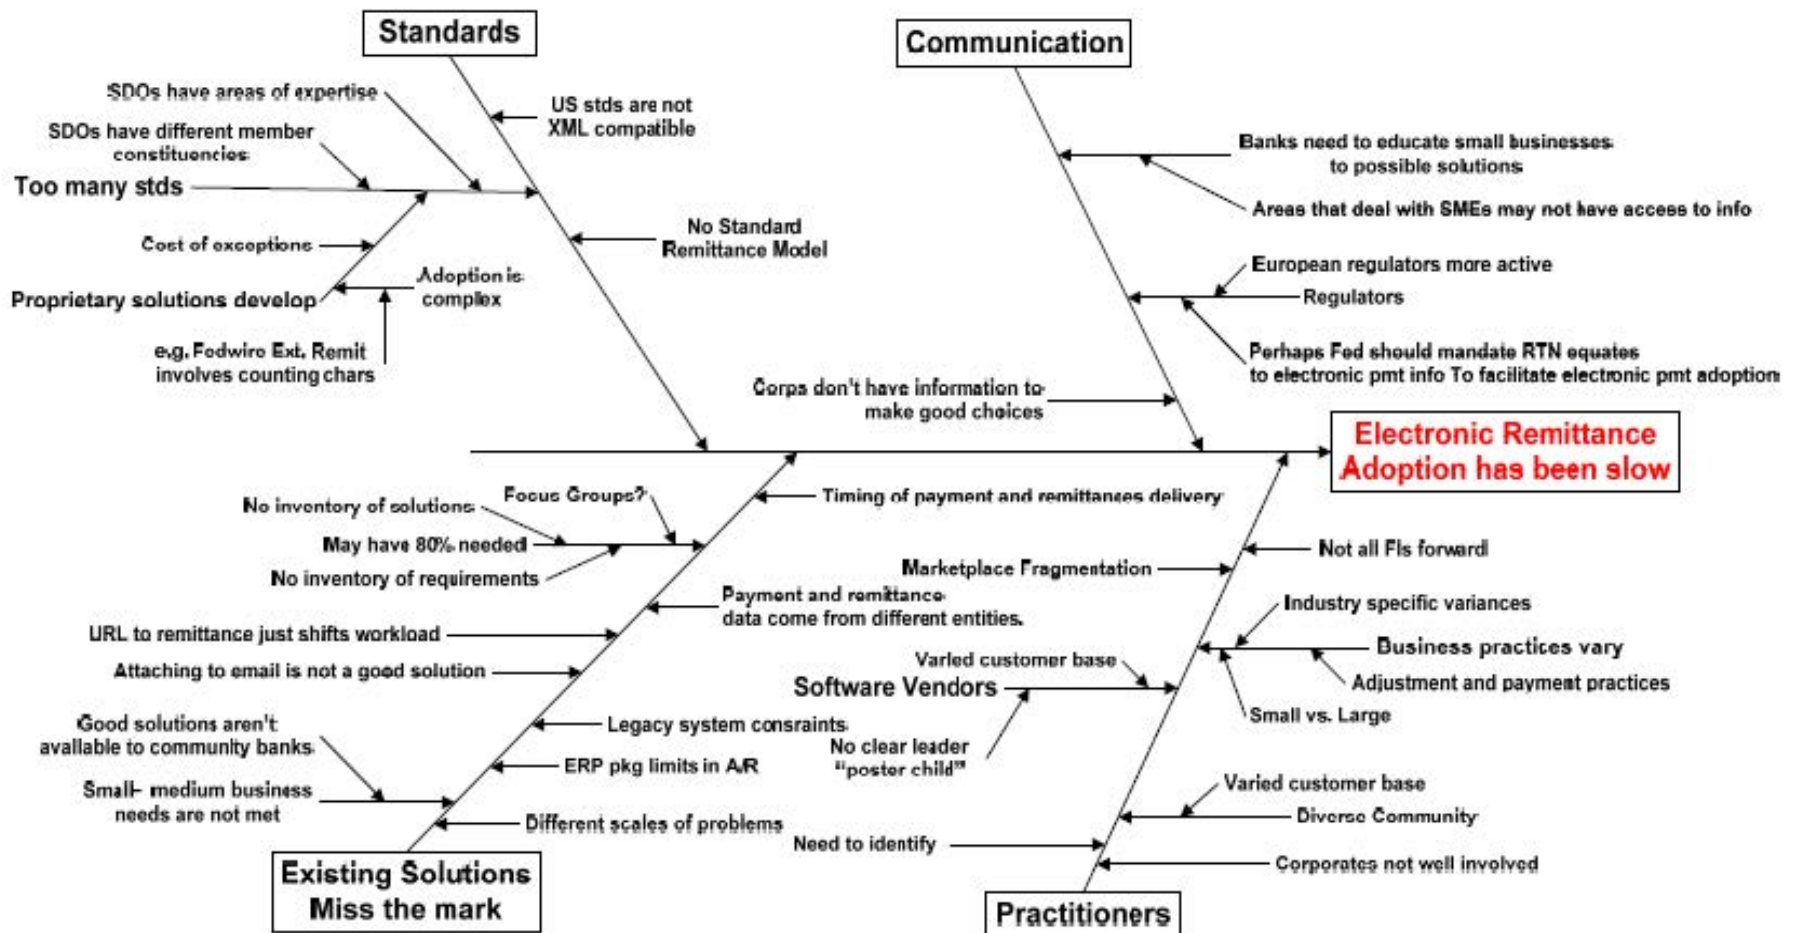 Standards
Communication
SDOs have areas of expertise
US stds are not
XML compatible
SDOs have different member
constituencies
Too many stds
Banks need to educate small businesses
to possible solutions
Areas that deal with SMEs may not have access to info
No Standard
Remittance Model
Cost of exceptions
Adoption is
complex
Proprietary solutions develop
European regulators more active
Regulators
e.g. Fedwire Ext. Remit
involves counting chars
Perhaps Fed should mandate RTN equates
to electronic pmt info To facilitate electronic pmt adoption
Corps don't have information to
make good choices
Electronic Remittance
Adoption has been slow
Focus Groups?
Timing of payment and remittances delivery
No inventory of solutions
May have 80% needed
No inventory of requirements
Not all FIs forward
Marketplace Fragmentation
Payment and remittance
data come from different entities.
Industry specific variances
URL to remittance just shifts workload
Business practices vary
Attaching to email is not a good solution
Varied customer base
Software Vendors
Adjustment and payment practices
Small vs. Large
Good solutions aren't
available to community banks
Legacy system consraints
No clear leader
"poster child"
ERP pkg limits in A/R
Small- medium business
needs are not met
Varied customer base
Different scales of problems
Diverse Community
Need to identify
Corporates not well involved
Existing Solutions
Miss the mark
Practitioners